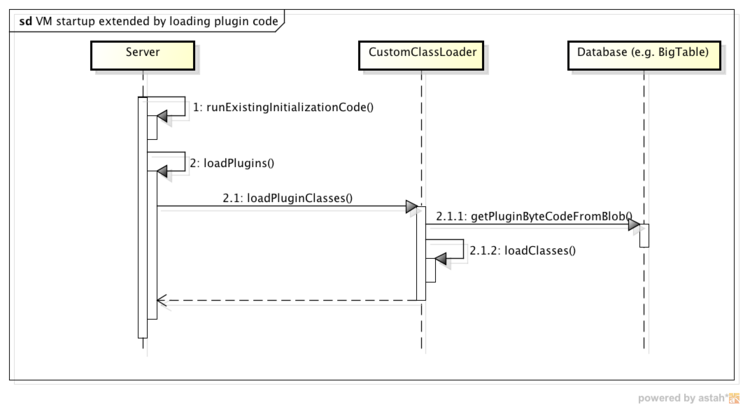 sd VM startup extended by loading plugin code
Server
CustomClassLoader
Database (e.g. BigTable)
1: runExistingInitializationCode()
2: loadPlugins()
2.1: loadPluginClasses()
2.1.1: getPluginByteCodeFromBlob()
2.1.2: loadClasses()
powered by astah*